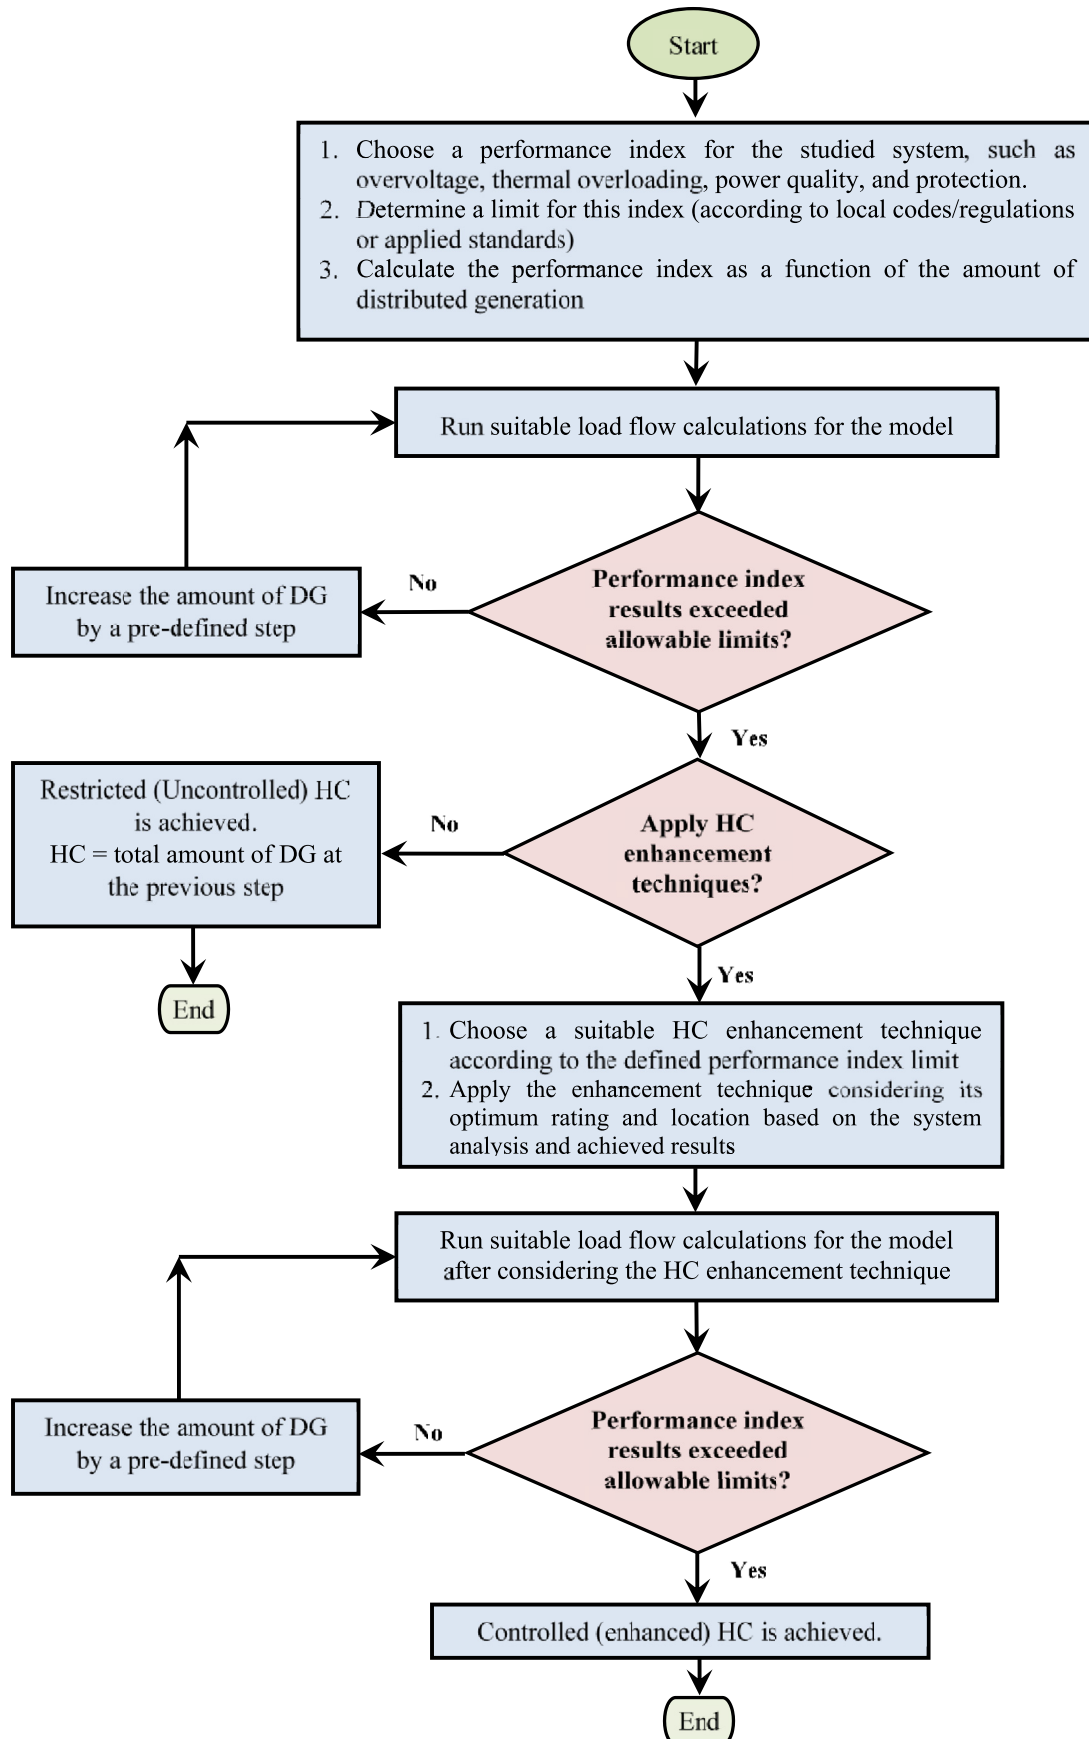 Start
1. Choose a performance index for the studied system, such as
overvoltage, thermal overloading, power quality, and protection.
2. Determine a limit for this index (according to local codes/regulations
or applied standards)
3. Calculate the performance index as a function of the amount of
distributed generation
Run suitable load flow calculations for the model
Performance index
results exceeded
allowable limits?
No
Increase the amount of DG
by a pre-defined step
Yes
Apply HC
enhancement
techniques?
No
Restricted (Uncontrolled) HC
is achieved.
HC = total amount of DG at
the previous step
End
Yes
1. Choose a suitable HC enhancement technique
according to the defined performance index limit
2. Apply the enhancement technique considering its
optimum rating and location based on the system
analysis and achieved results
Run suitable load flow calculations for the model
after considering the HC enhancement technique
Performance index
results exceeded
allowable limits?
No
Increase the amount of DG
by a pre-defined step
Yes
Controlled (enhanced) HC is achieved.
End